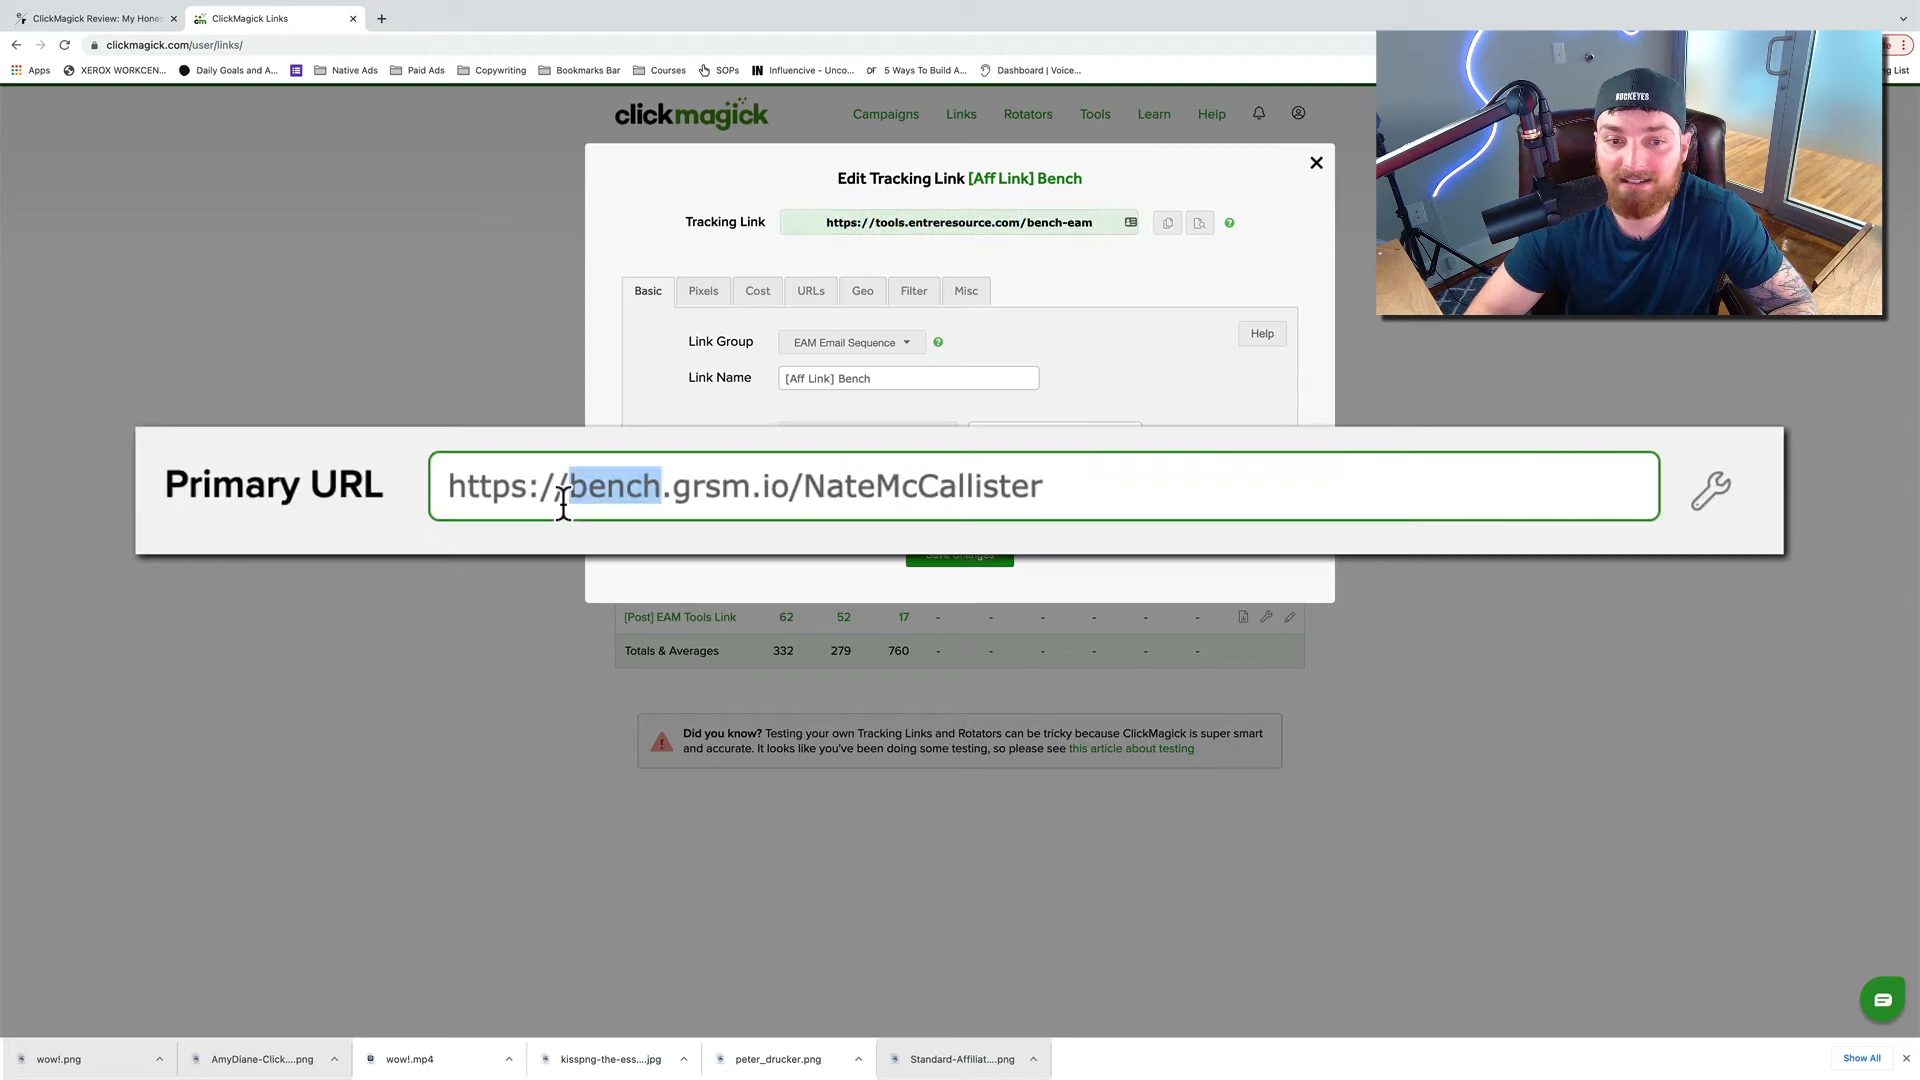 ClickMagick Review: My Hones
ClickMagick Links
clickmagick.com/user/links/
Apps
XEROX WORKCEN...
Daily Goals and A...
Native Ads
Paid Ads
Copywriting
Bookmarks Bar
Courses
SOPs
Influencive - Unco...
5 Ways To Build A...
Dashboard | Voice...
ng List
clickmagick
Campaigns
Links
Rotators
Tools
Learn
Help
BUCKEYES
Edit Tracking Link [Aff Link] Bench
Tracking Link https://tools.entreresource.com/bench-eam
Basic
Pixels
Cost
URLs
Geo
Filter
Misc
Link Group EAM Email Sequence
Help
Link Name [Aff Link] Bench
Primary URL https://bench.grsm.io/NateMcCallister
Save Changes
[Post] EAM Tools Link 62 52 17 - - - - - -
Totals & Averages 332 279 760 - - - - - -
Did you know? Testing your own Tracking Links and Rotators can be tricky because ClickMagick is super smart
and accurate. It looks like you've been doing some testing, so please see this article about testing
wow!.png
AmyDiane-Click....png
wow!.mp4
kisspng-the-ess....jpg
peter_drucker.png
Standard-Affiliat....png
Show All